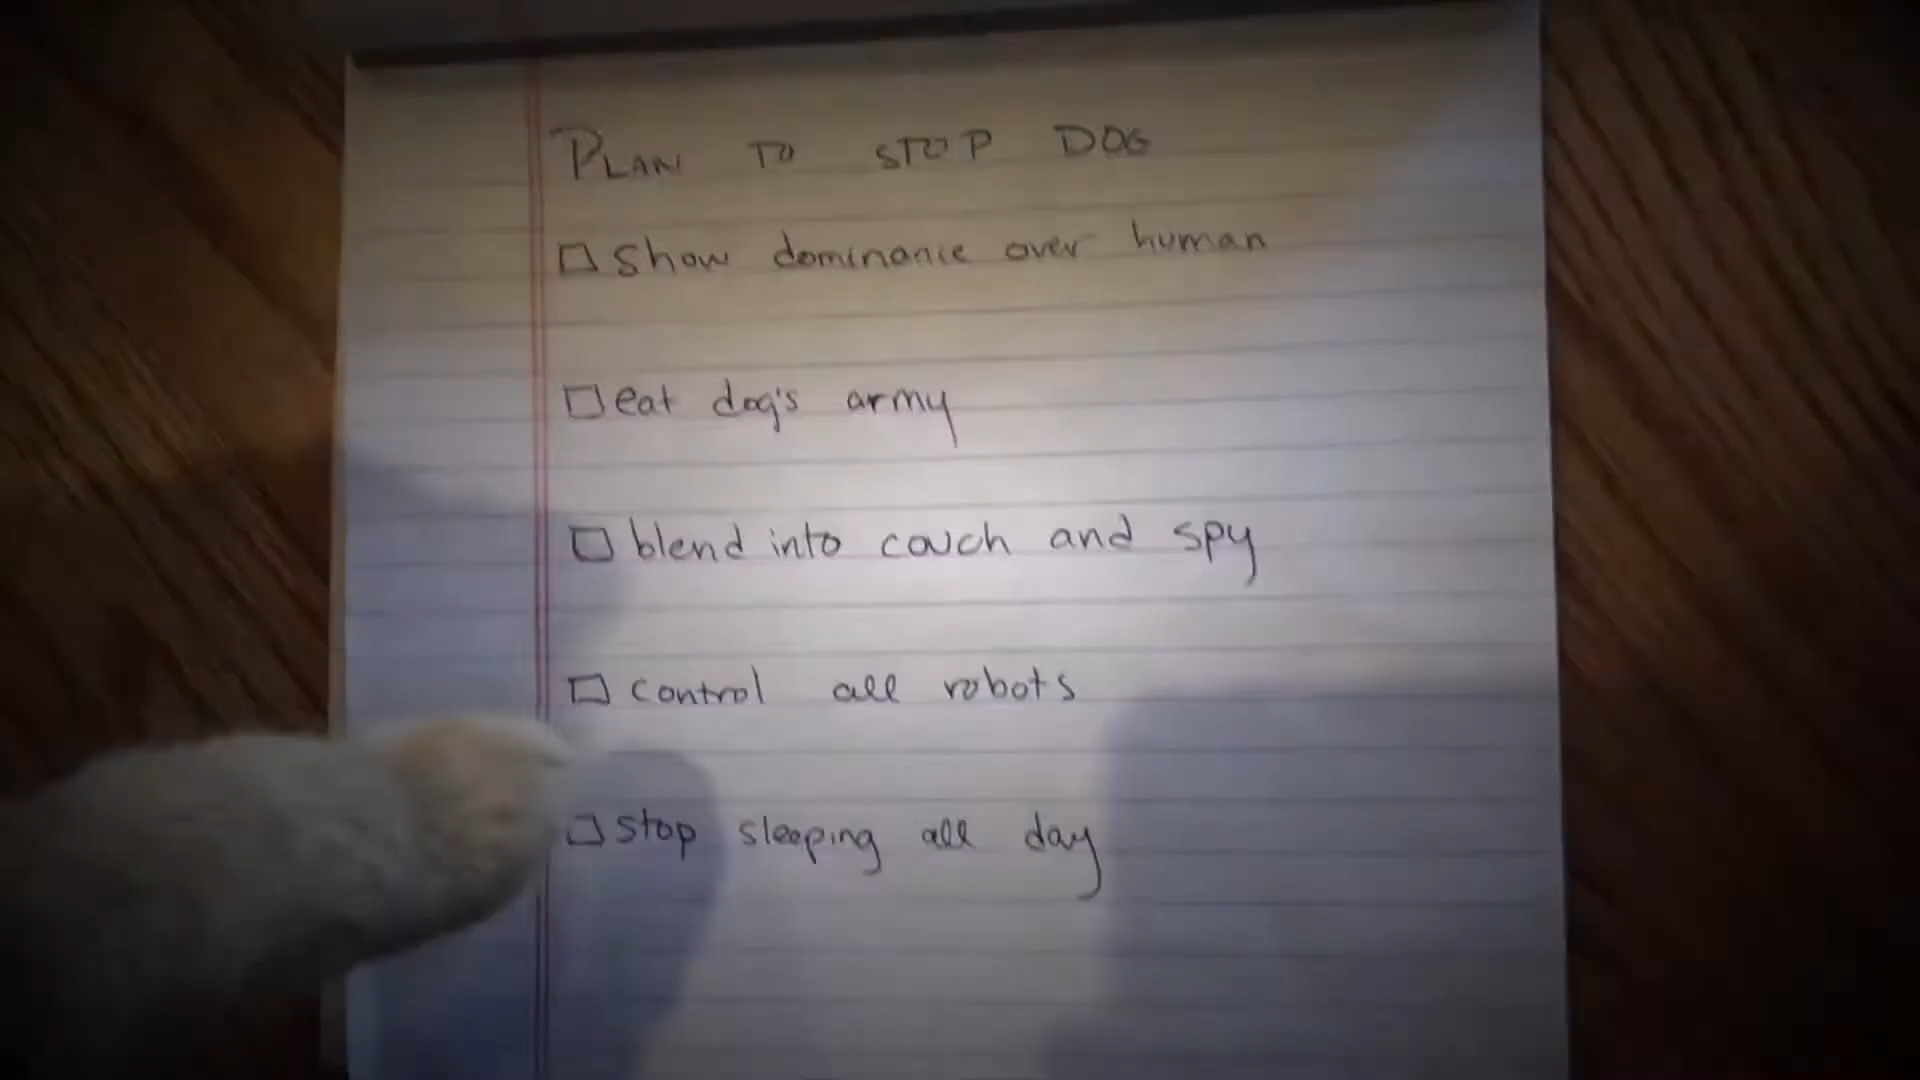 PLAN TO STOP DOG
show dominance over human
eat dog's army
blend into couch and spy
control all robots
stop sleeping all day